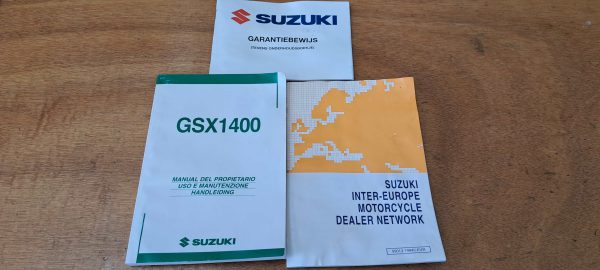 SUZUKI
GARANTIEBEWIJS
GSX1400
MANUAL DEL PROPIETARIO
USO E MANUTENZIONE
HANDLEIDING
SUZUKI
SUZUKI
INTER-EUROPE
MOTORCYCLE
DEALER NETWORK